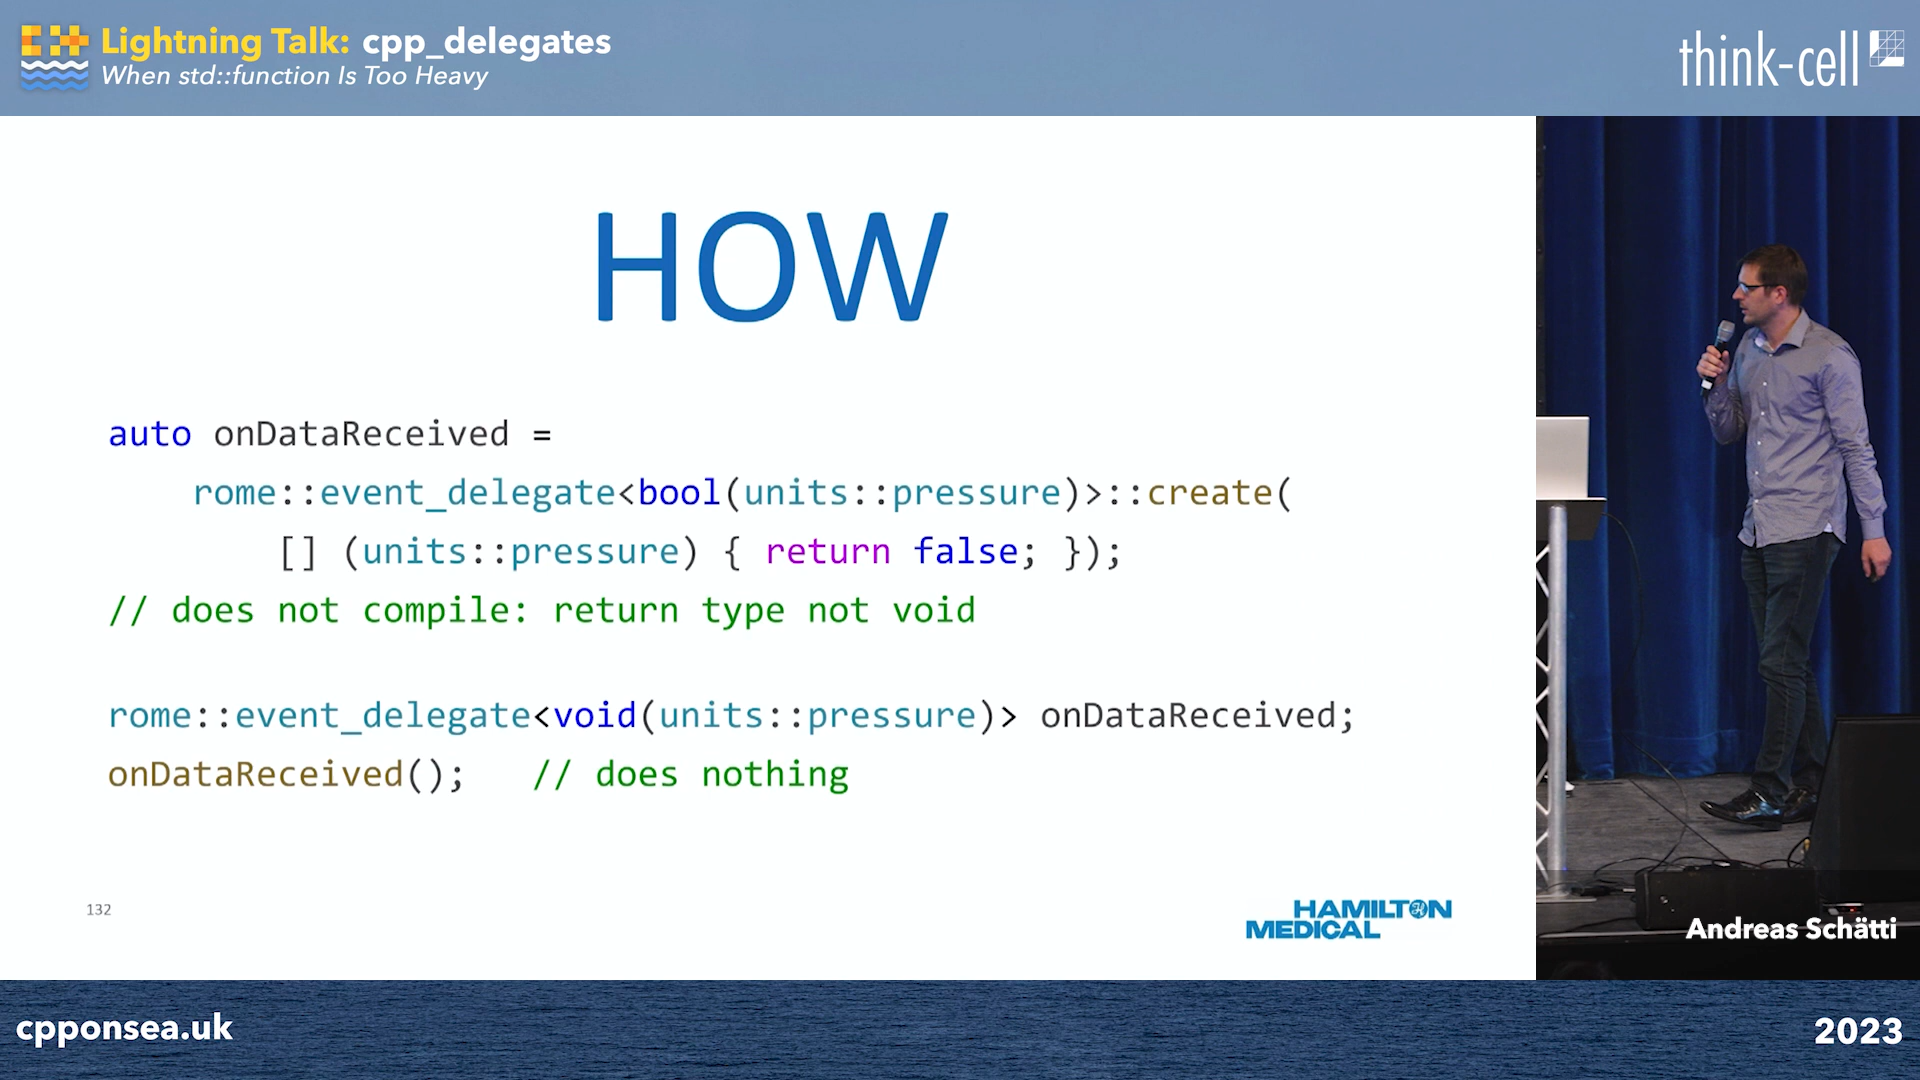 Lightning Talk: cpp_delegates
When std::function Is Too Heavy
think-cell
HOW
auto onDataReceived =
    rome::event_delegate<bool(units::pressure)>::create(
        [] (units::pressure) { return false; });
// does not compile: return type not void
rome::event_delegate<void(units::pressure)> onDataReceived;
onDataReceived();   // does nothing
132
HAMILTON
MEDICAL
Andreas Schätti
cpponsea.uk
2023